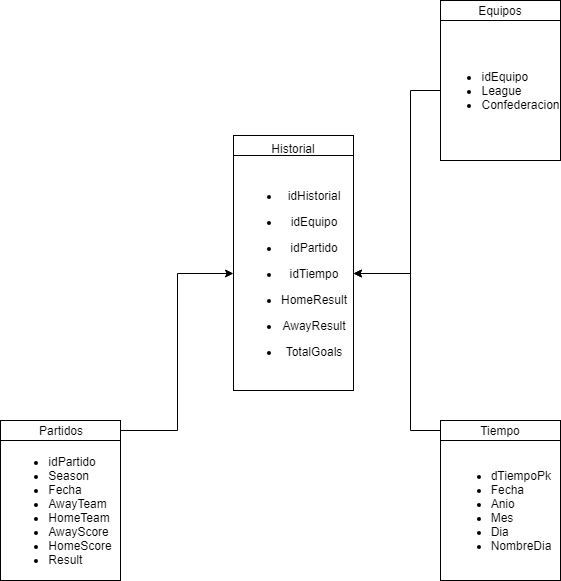 Equipos
idEquipo
League
Confederacion
Historial
idHistorial
idEquipo
idPartido
idTiempo
HomeResult
AwayResult
TotalGoals
Partidos
idPartido
Season
Fecha
AwayTeam
HomeTeam
AwayScore
HomeScore
Result
Tiempo
dTiempoPk
Fecha
Anio
Mes
Dia
NombreDia